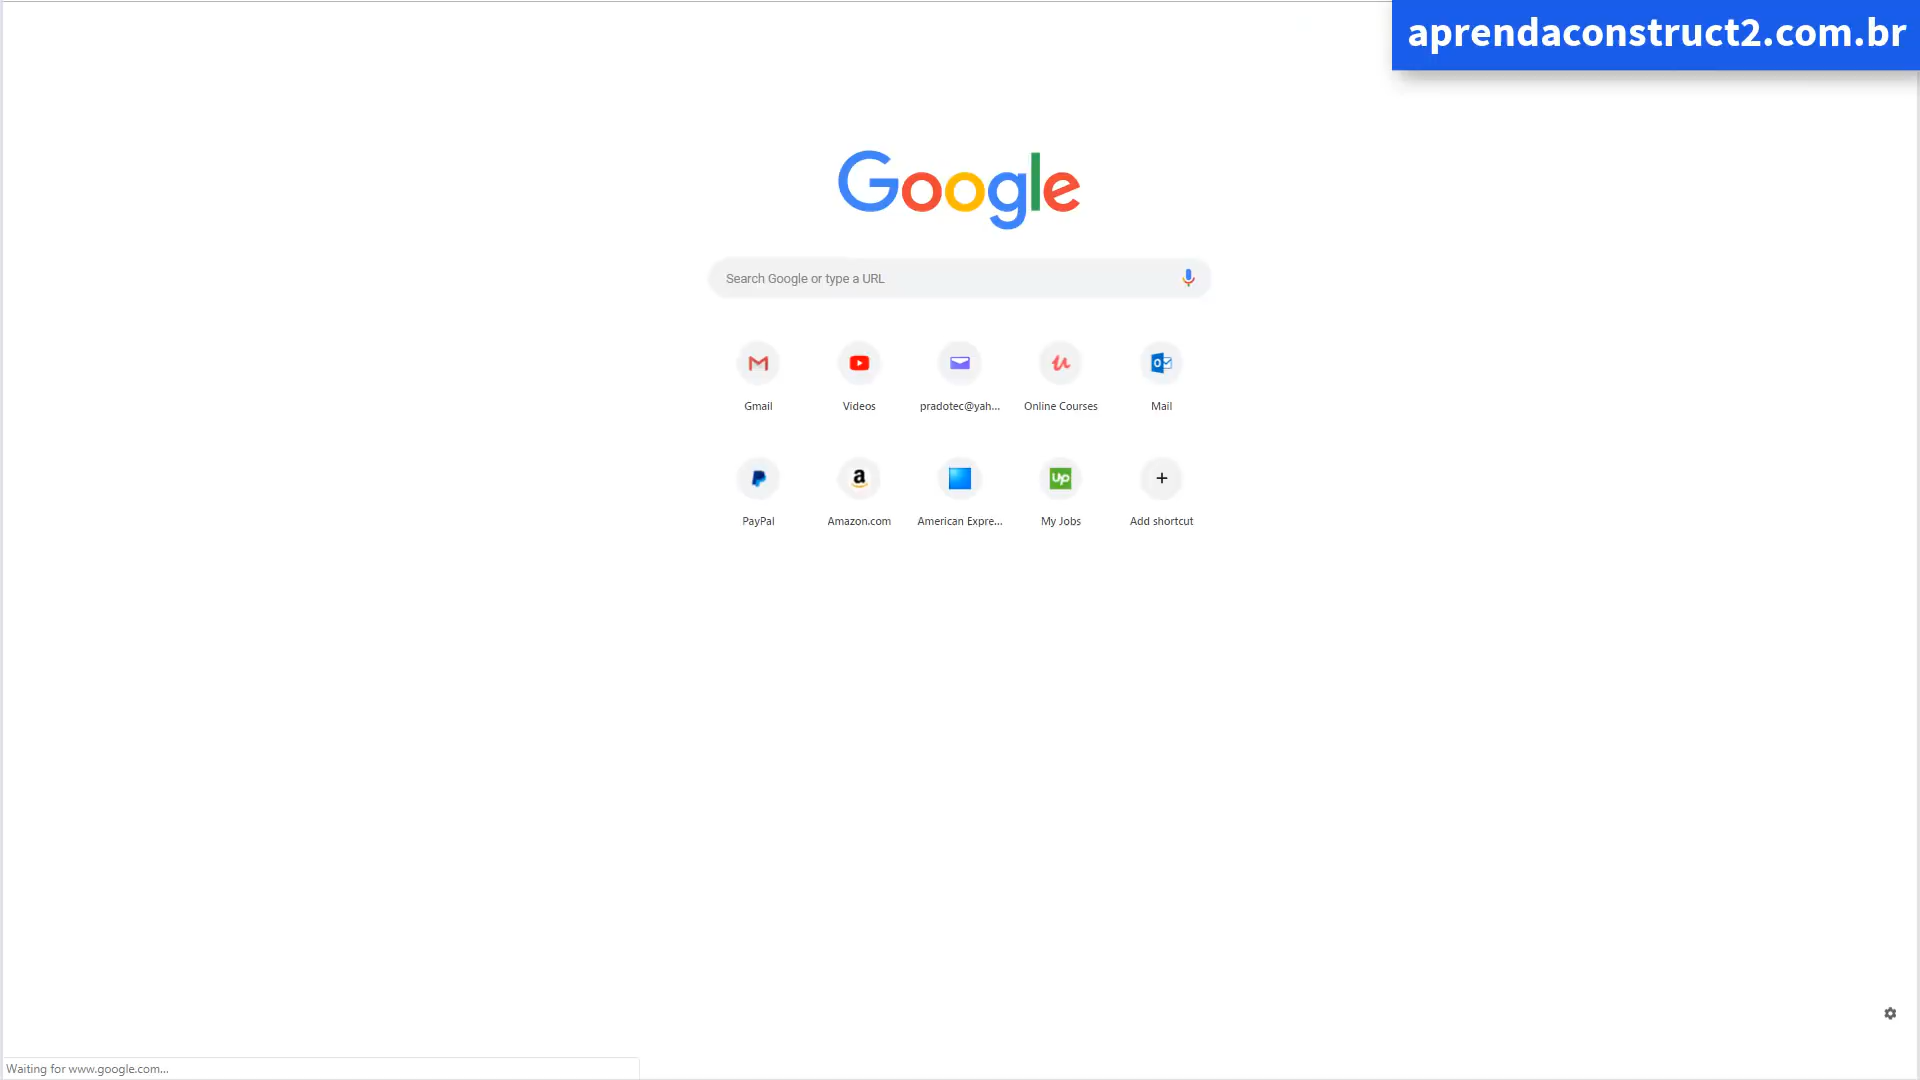 aprendaconstruct2.com.br
Google
Search Google or type a URL
Gmail
Videos
pradotec@yah...
Online Courses
Mail
PayPal
Amazon.com
American Expre...
My Jobs
Add shortcut
Waiting for www.google.com...